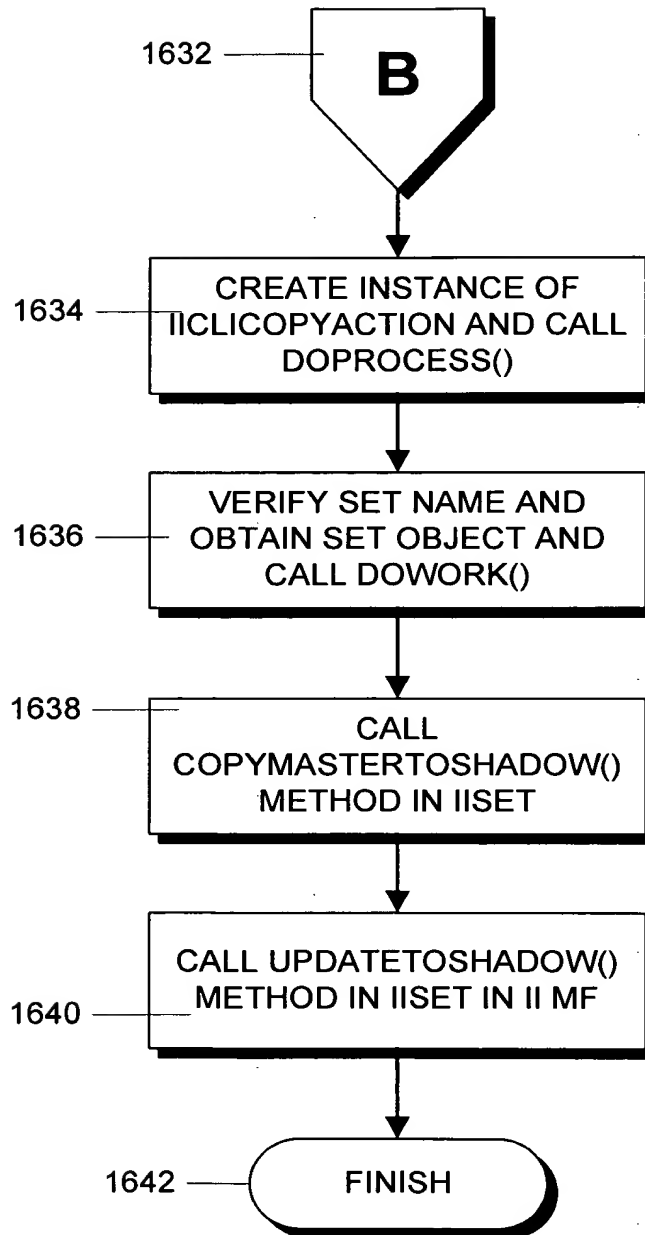 1632
B
1634
CREATE INSTANCE OF
IICLICOPYACTION AND CALL
DOPROCESS()
1636
VERIFY SET NAME AND
OBTAIN SET OBJECT AND
CALL DOWORK()
1638
CALL
COPYMASTERTOSHADOW()
METHOD IN IISET
CALL UPDATETOSHADOW()
METHOD IN IISET IN II MF
1640
1642
FINISH